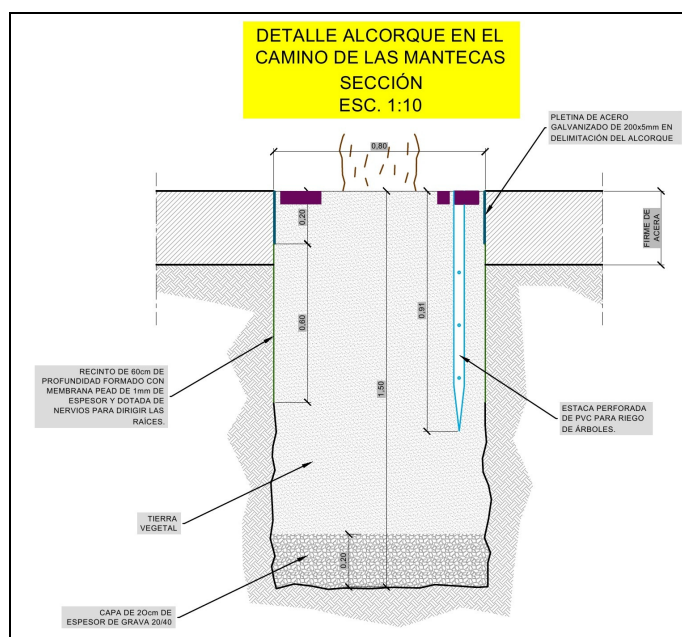 DETALLE ALCORQUE EN EL
CAMINO DE LAS MANTECAS
SECCIÓN
ESC. 1:10
PLETINA DE ACERO
GALVANIZADO DE 200x5mm EN
DELIMITACIÓN DEL ALCORQUE
0,80
0,20
FIRME DE
ACERA
0,60
0,91
1,50
RECINTO DE 60cm DE
PROFUNDIDAD FORMADO CON
MEMBRANA PEAD DE 1mm DE
ESPESOR Y DOTADA DE
NERVIOS PARA DIRIGIR LAS
RAÍCES.
ESTACA PERFORADA
DE PVC PARA RIEGO
DE ÁRBOLES.
TIERRA
VEGETAL
0,20
CAPA DE 2Ocm DE
ESPESOR DE GRAVA 20/40